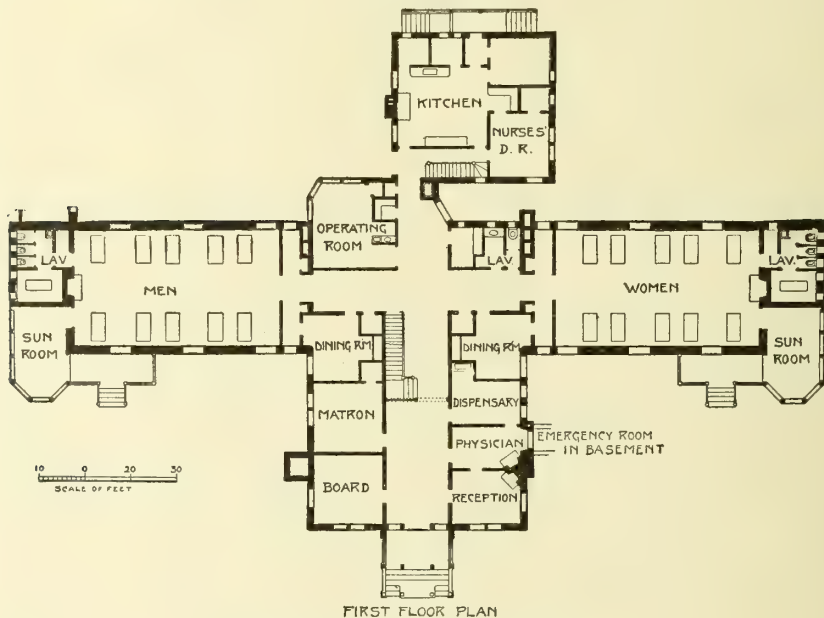 KITCHEN
NURSES'
D. R.
OPERATING
ROOM
LAV
MEN
SUN
ROOM
LAV.
WOMEN
LAV.
SUN
ROOM
DINING RM.
DINING RM.
MATRON
DISPENSARY
PHYSICIAN
EMERGENCY ROOM
IN BASEMENT
BOARD
RECEPTION
10 0 20 30
SCALE OF FEET
FIRST FLOOR PLAN